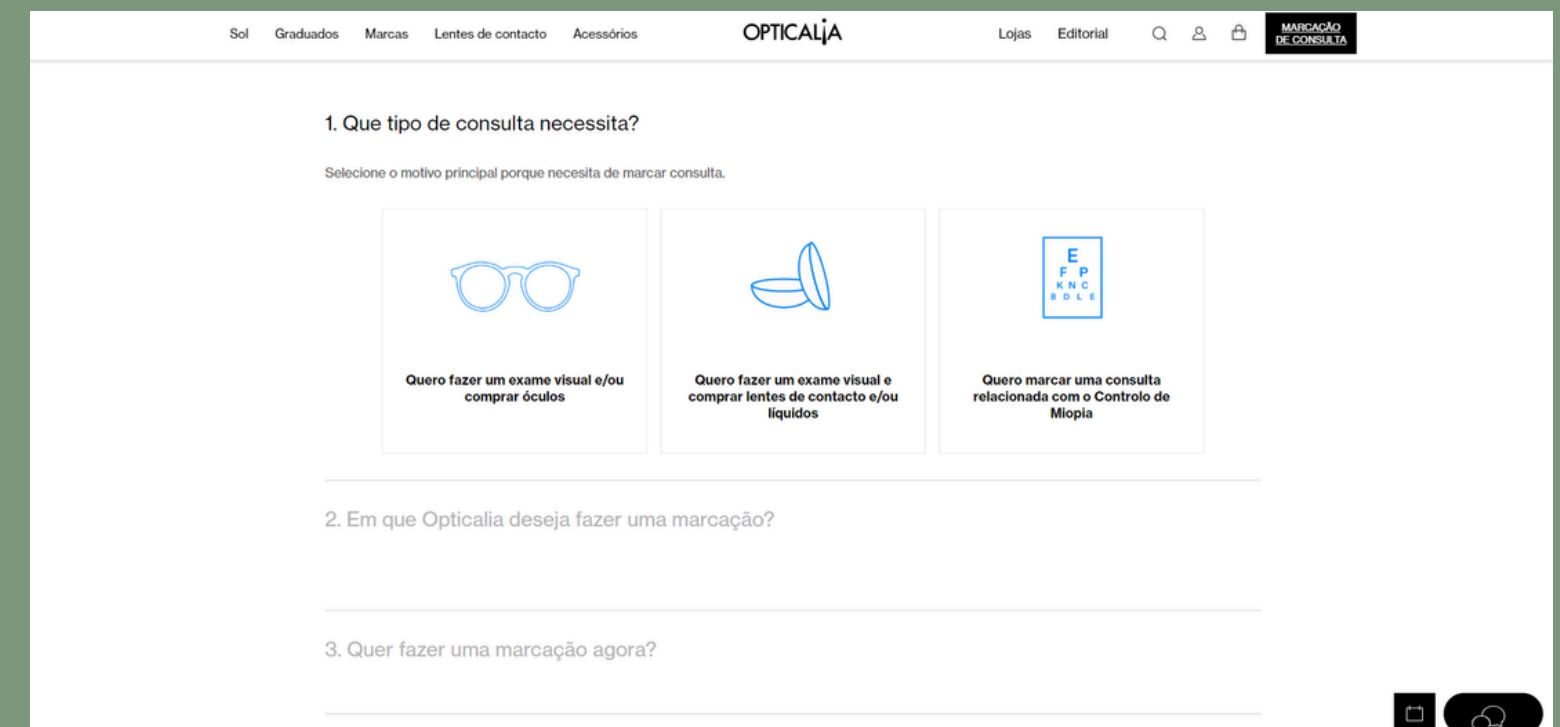 Sol Graduados Marcas Lentes de contacto Acessórios OPTICALiA Lojas Editorial MARCAÇÃO
DE CONSULTA
1. Que tipo de consulta necessita?
Selecione o motivo principal porque necesita de marcar consulta.
E
F P
K N C
B D L E
Quero fazer um exame visual e/ou
comprar óculos
Quero fazer um exame visual e
comprar lentes de contacto e/ou
líquidos
Quero marcar uma consulta
relacionada com o Controlo de
Miopia
2. Em que Opticalia deseja fazer uma marcação?
3. Quer fazer uma marcação agora?